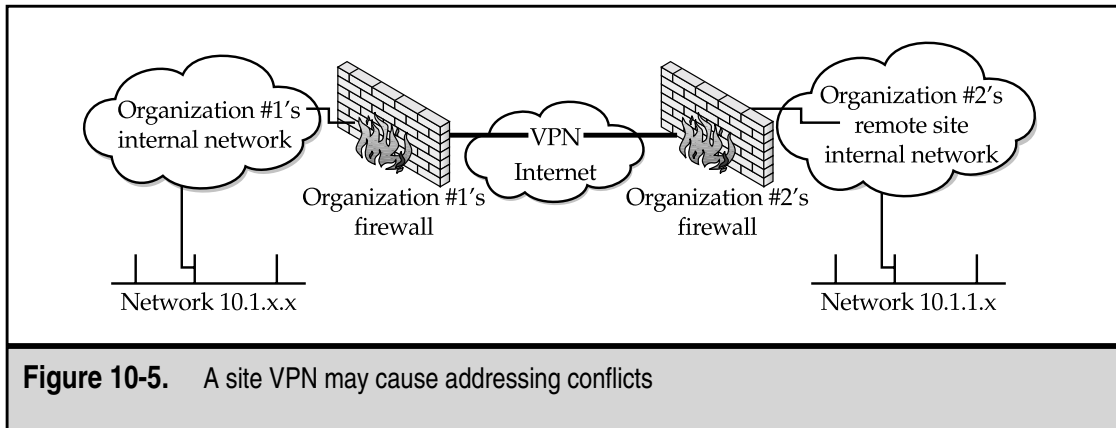 Organization #1's
internal network
Organization #1's
firewall
VPN
Internet
Organization #2's
firewall
Organization #2's
remote site
internal network
Network 10.1.x.x
Network 10.1.1.x
Figure 10-5. A site VPN may cause addressing conflicts